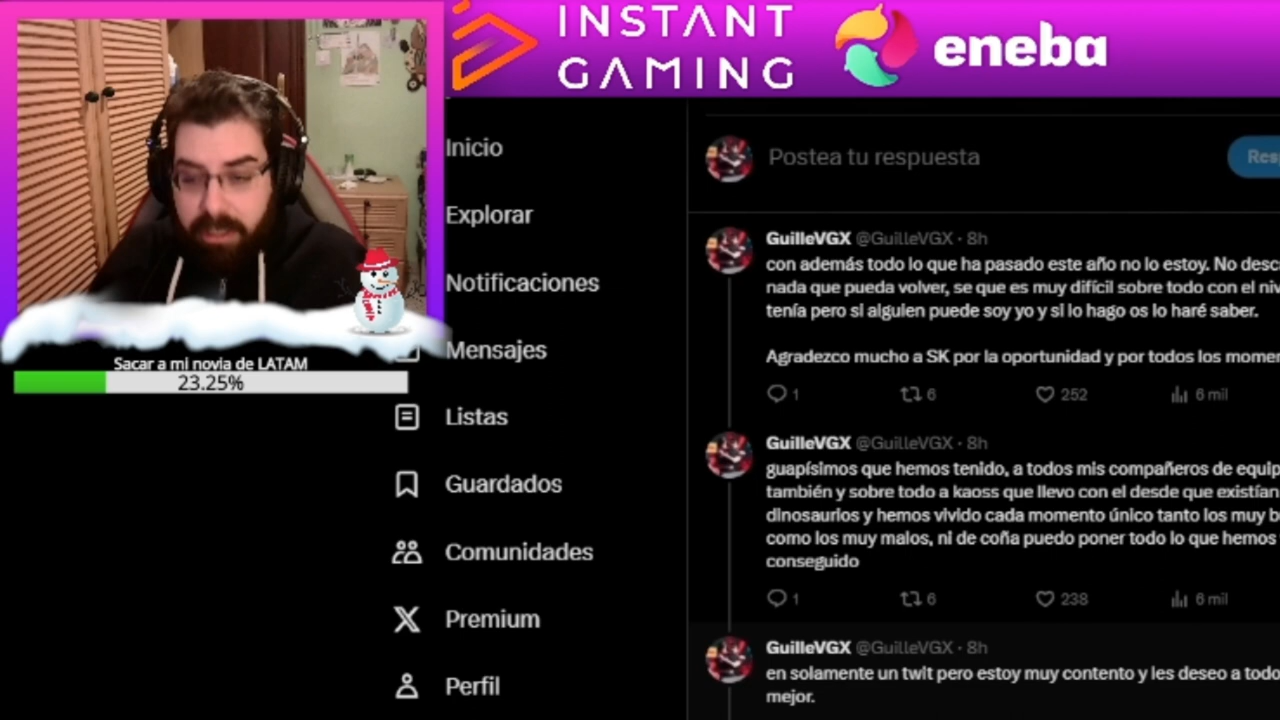 INSTANT
GAMING
eneba
Inicio
Explorar
Notificaciones
Mensajes
Listas
Guardados
Comunidades
Premium
Perfil
Sacar a mi novia de LATAM
23.25%
Postea tu respuesta
GuilleVGX @GuilleVGX · 8h
con además todo lo que ha pasado este año no lo estoy. No
nada que pueda volver, se que es muy difícil sobre todo con el
tenía pero si alguien puede soy yo y si lo hago os lo haré saber.
Agradezco mucho a SK por la oportunidad y por todos los
1 6 252 6 mil
GuilleVGX @GuilleVGX · 8h
guapísimos que hemos tenido, a todos mis compañeros de
también y sobre todo a kaoss que llevo con el desde que existían
dinosaurios y hemos vivido cada momento único tanto los muy
como los muy malos, ni de coña puedo poner todo lo que hemos
conseguido
1 6 238 6 mil
GuilleVGX @GuilleVGX · 8h
en solamente un twit pero estoy muy contento y les deseo a
mejor.